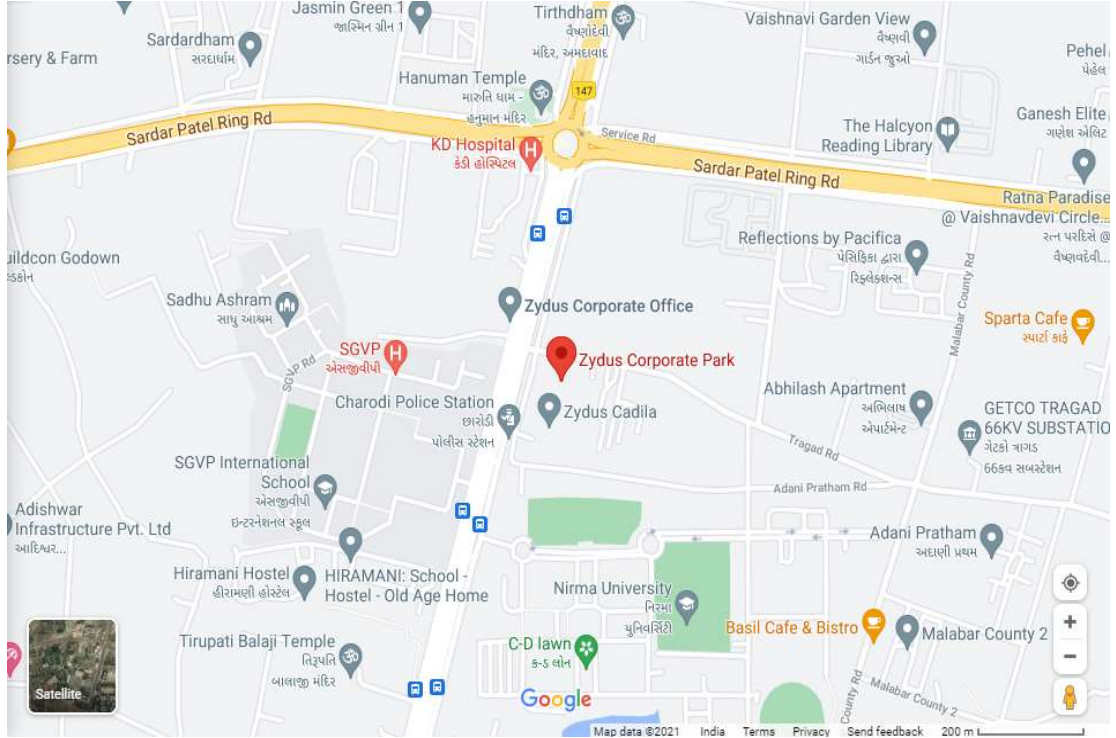 Jasmin Green 1
જાસ્મિન ગ્રીન 1
Tirthdham
વૈષ્ણોદેવી
મંદિર, અમદાવાદ
Vaishnavi Garden View
વૈષ્ણવી
ગાર્ડન જુઓ
Sardardham
સરદારધામ
rsery & Farm
Pehel
પેહેલ
Hanuman Temple
મારુતિ ધામ -
હનુમાન મંદિર
147
Ganesh Elite
ગણેશ એલિટ
The Halcyon
Reading Library
Sardar Patel Ring Rd
Service Rd
KD Hospital
કેડી હોસ્પિટલ
Sardar Patel Ring Rd
Ratna Paradise
@ Vaishnavdevi Circle...
રત્ન પરદિસે @
વૈષ્ણવદેવી...
Reflections by Pacifica
પેસિફિકા દ્વારા
રિફ્લેક્શન્સ
uildcon Godown
Malabar County Rd
Sadhu Ashram
સાધુ આશ્રમ
Zydus Corporate Office
Sparta Cafe
સ્પાર્ટા કાફે
SGVP
એસજીવીપી
Zydus Corporate Park
SGVP Rd
Charodi Police Station
છારોડી
પોલીસ સ્ટેશન
Zydus Cadila
Abhilash Apartment
અભિલાષ
એપાર્ટમેન્ટ
GETCO TRAGAD
66KV SUBSTATIO
ગેટકો ત્રાગડ
66કવ સબસ્ટેશન
Tragad Rd
SGVP International
School
એસજીવીપી
ઇન્ટરનેશનલ સ્કૂલ
Adani Pratham Rd
Adishwar
Infrastructure Pvt. Ltd
આદિશ્વર...
Adani Pratham
અદાણી પ્રથમ
Hiramani Hostel
હીરામણી હોસ્ટેલ
HIRAMANI: School -
Hostel - Old Age Home
Nirma University
નિરમા
યુનિવર્સિટી
Basil Cafe & Bistro
Malabar County 2
Tirupati Balaji Temple
તિરૂપતિ
બાલાજી મંદિર
C-D lawn
ક-ડ લોન
County Rd
Malabar County 2
Satellite
Google
Map data ©2021 India Terms Privacy Send feedback 200 m